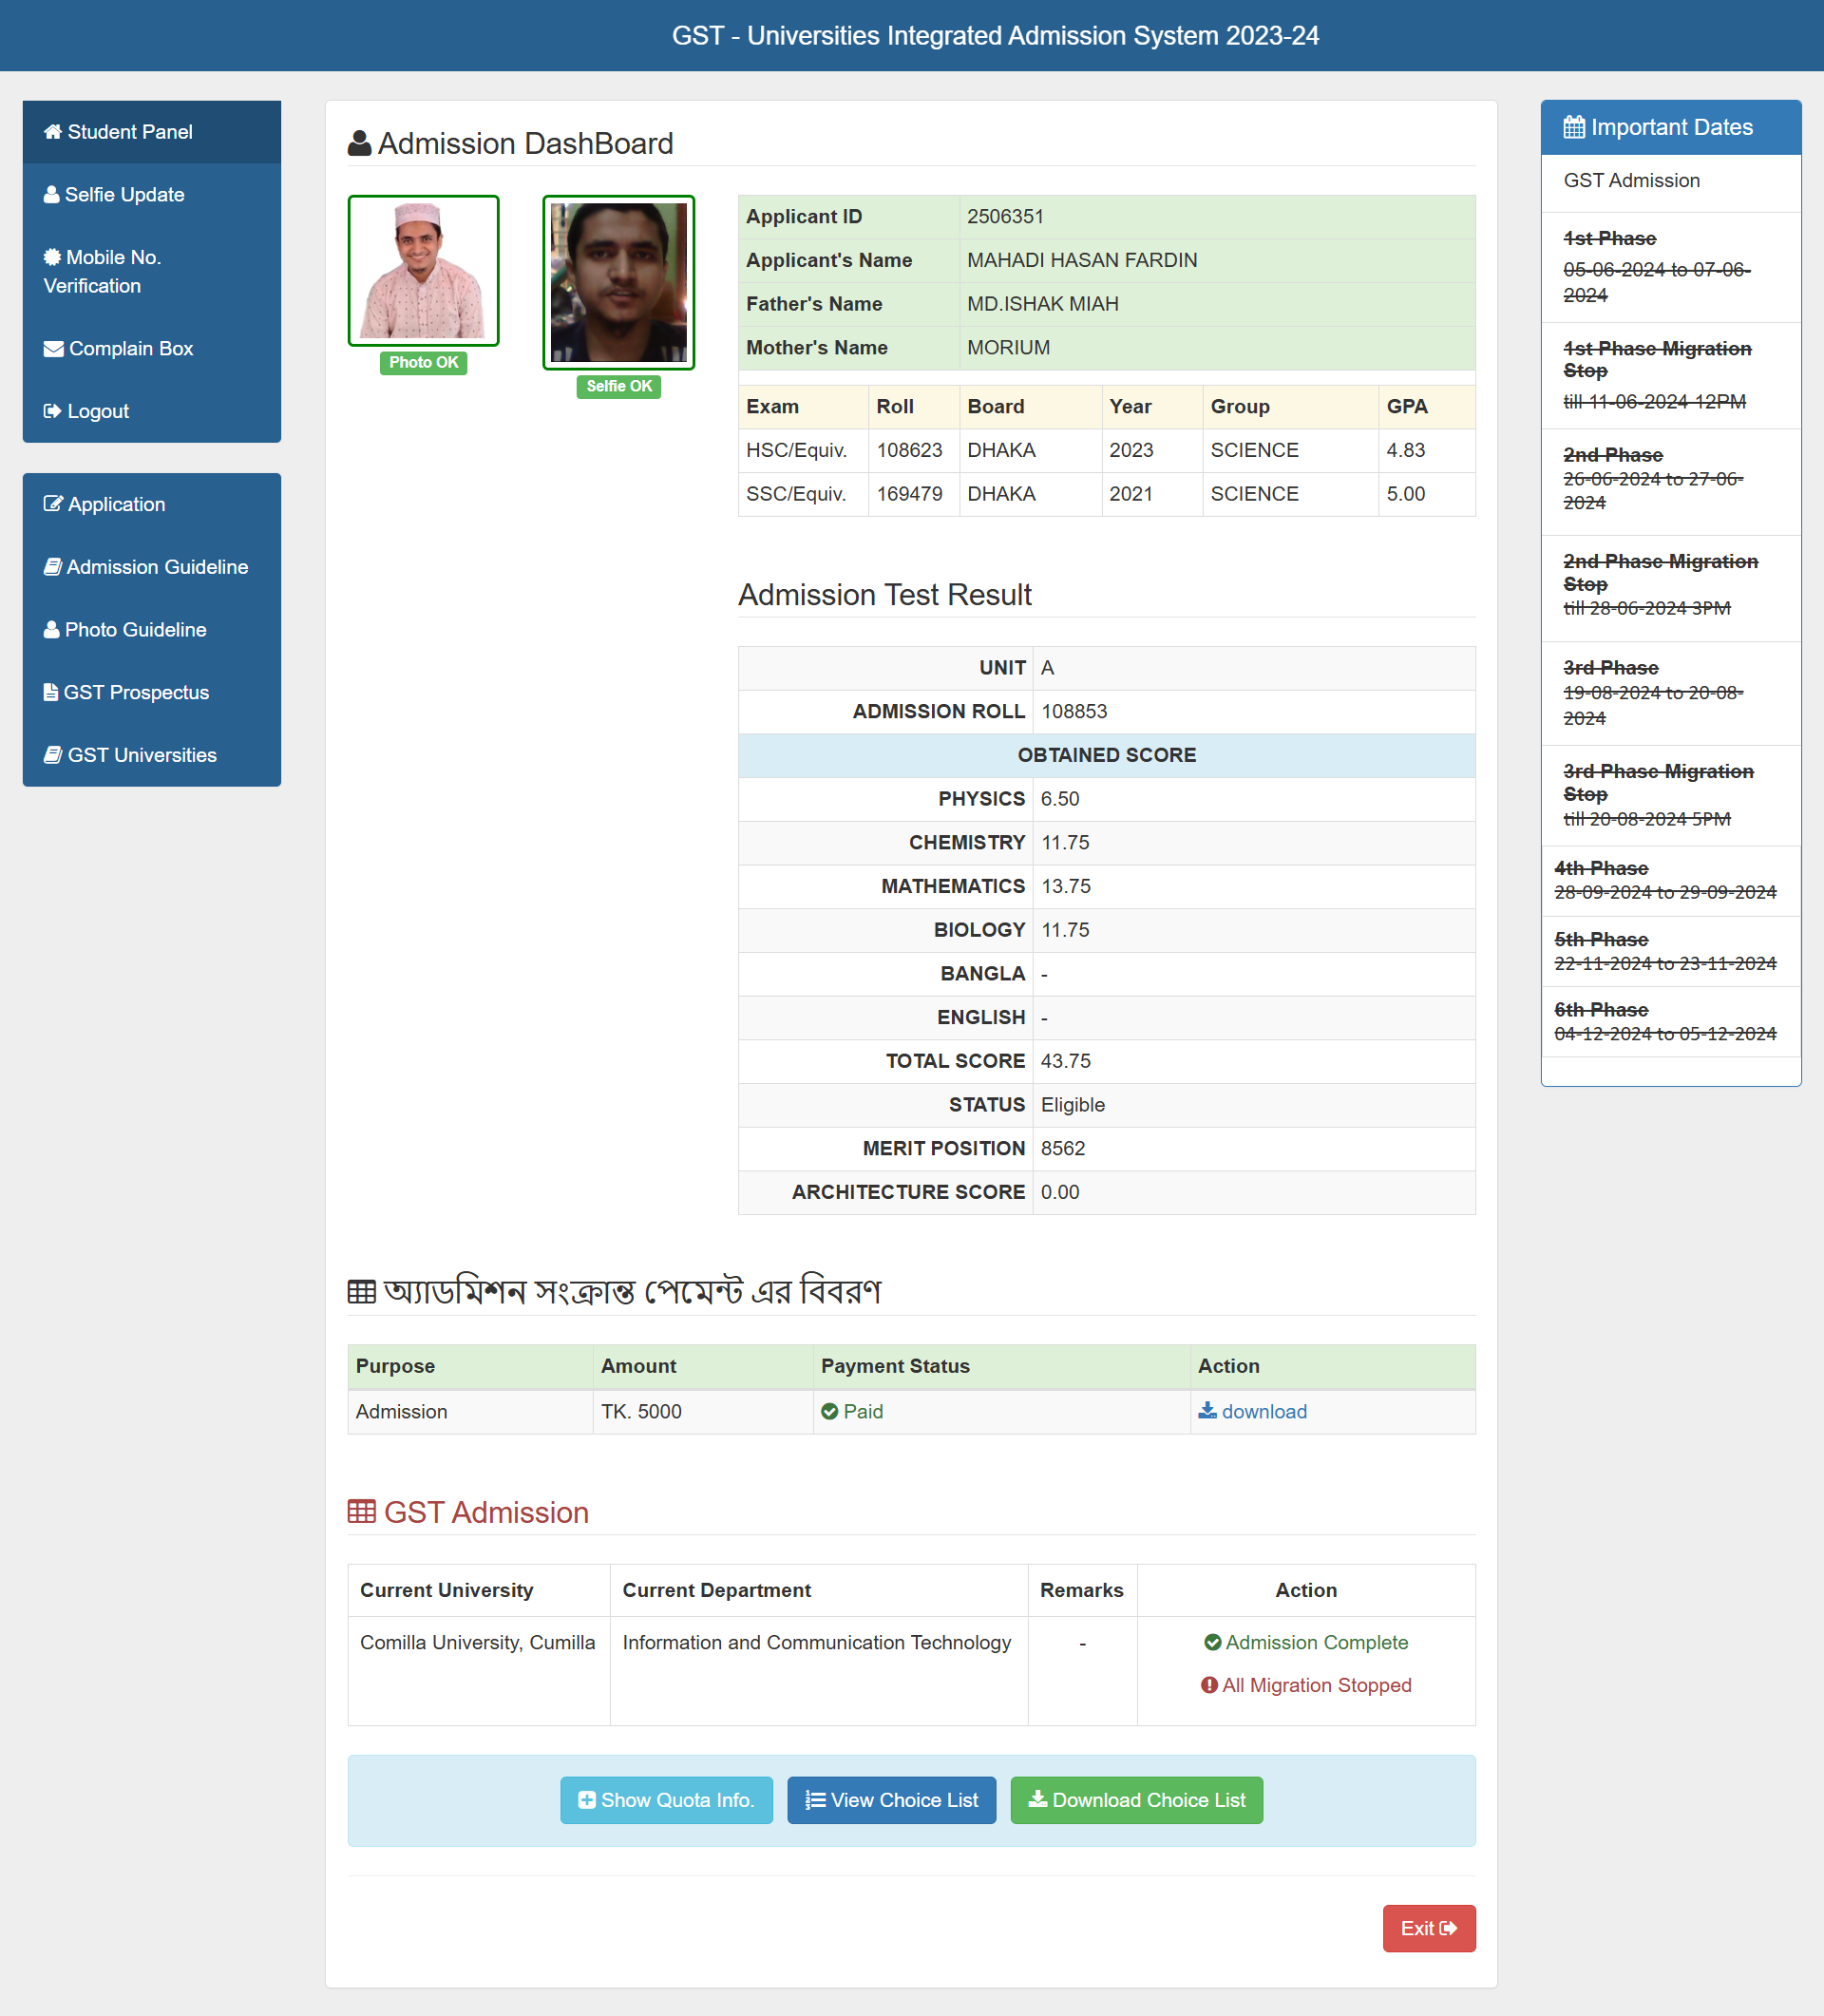 GST - Universities Integrated Admission System 2023-24
Student Panel
Selfie Update
Mobile No.
Verification
Complain Box
Logout
Application
Admission Guideline
Photo Guideline
GST Prospectus
GST Universities
Admission DashBoard
Photo OK
Selfie OK
Applicant ID 2506351
Applicant's Name MAHADI HASAN FARDIN
Father's Name MD.ISHAK MIAH
Mother's Name MORIUM
Exam Roll Board Year Group GPA
HSC/Equiv. 108623 DHAKA 2023 SCIENCE 4.83
SSC/Equiv. 169479 DHAKA 2021 SCIENCE 5.00
Admission Test Result
UNIT A
ADMISSION ROLL 108853
OBTAINED SCORE
PHYSICS 6.50
CHEMISTRY 11.75
MATHEMATICS 13.75
BIOLOGY 11.75
BANGLA -
ENGLISH -
TOTAL SCORE 43.75
STATUS Eligible
MERIT POSITION 8562
ARCHITECTURE SCORE 0.00
অ্যাডমিশন সংক্রান্ত পেমেন্ট এর বিবরণ
Purpose Amount Payment Status Action
Admission TK. 5000 Paid download
GST Admission
Current University Current Department Remarks Action
Comilla University, Cumilla Information and Communication Technology - Admission Complete
All Migration Stopped
Show Quota Info. View Choice List Download Choice List
Exit
Important Dates
GST Admission
1st Phase
05-06-2024 to 07-06-
2024
1st Phase Migration
Stop
till 11-06-2024 12PM
2nd Phase
26-06-2024 to 27-06-
2024
2nd Phase Migration
Stop
till 28-06-2024 3PM
3rd Phase
19-08-2024 to 20-08-
2024
3rd Phase Migration
Stop
till 20-08-2024 5PM
4th Phase
28-09-2024 to 29-09-2024
5th Phase
22-11-2024 to 23-11-2024
6th Phase
04-12-2024 to 05-12-2024